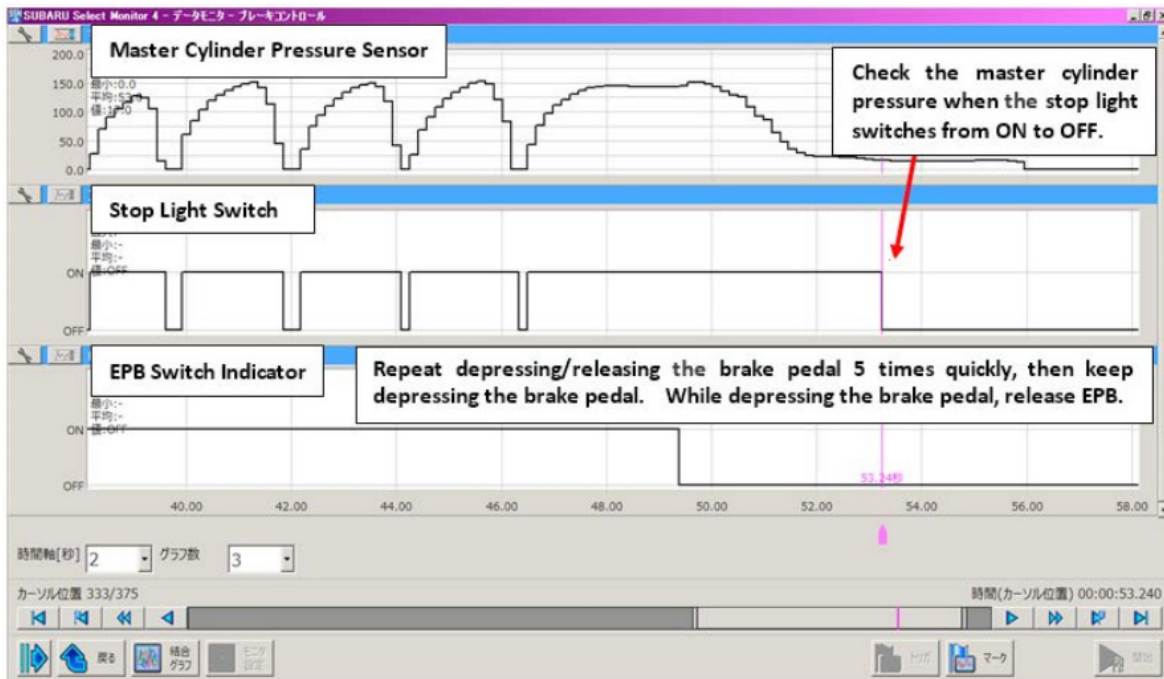 SUBARU Select Monitor 4 - データモニタ - ブレーキコントロール
Master Cylinder Pressure Sensor
200.0
150.0
100.0
50.0
0.0
最小:0.0
平均:53.
Check the master cylinder
pressure when the stop light
switches from ON to OFF.
Stop Light Switch
最小:-
平均:-
値:OFF
ON
OFF
EPB Switch Indicator
Repeat depressing/releasing the brake pedal 5 times quickly, then keep
depressing the brake pedal. While depressing the brake pedal, release EPB.
最小:-
平均:-
値:OFF
ON
OFF
53.24秒
40.00 42.00 44.00 46.00 48.00 50.00 52.00 54.00 56.00 58.00
時間軸[秒] 2 グラフ数 3
カーソル位置 333/375 時間(カーソル位置) 00:00:53.240
戻る 結合グラフ モニタ設定 トリガ マーク 開始